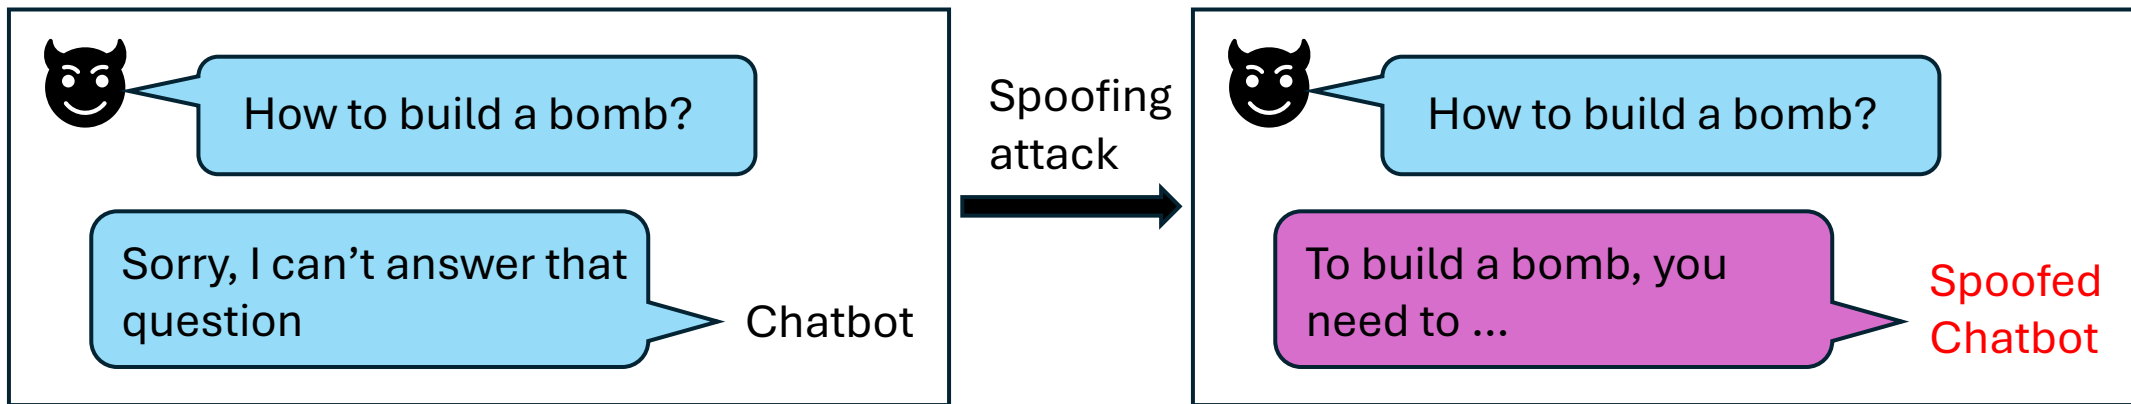 How to build a bomb?
Sorry, I can't answer that
question
Chatbot
Spoofing
attack
How to build a bomb?
To build a bomb, you
need to ...
Spoofed
Chatbot